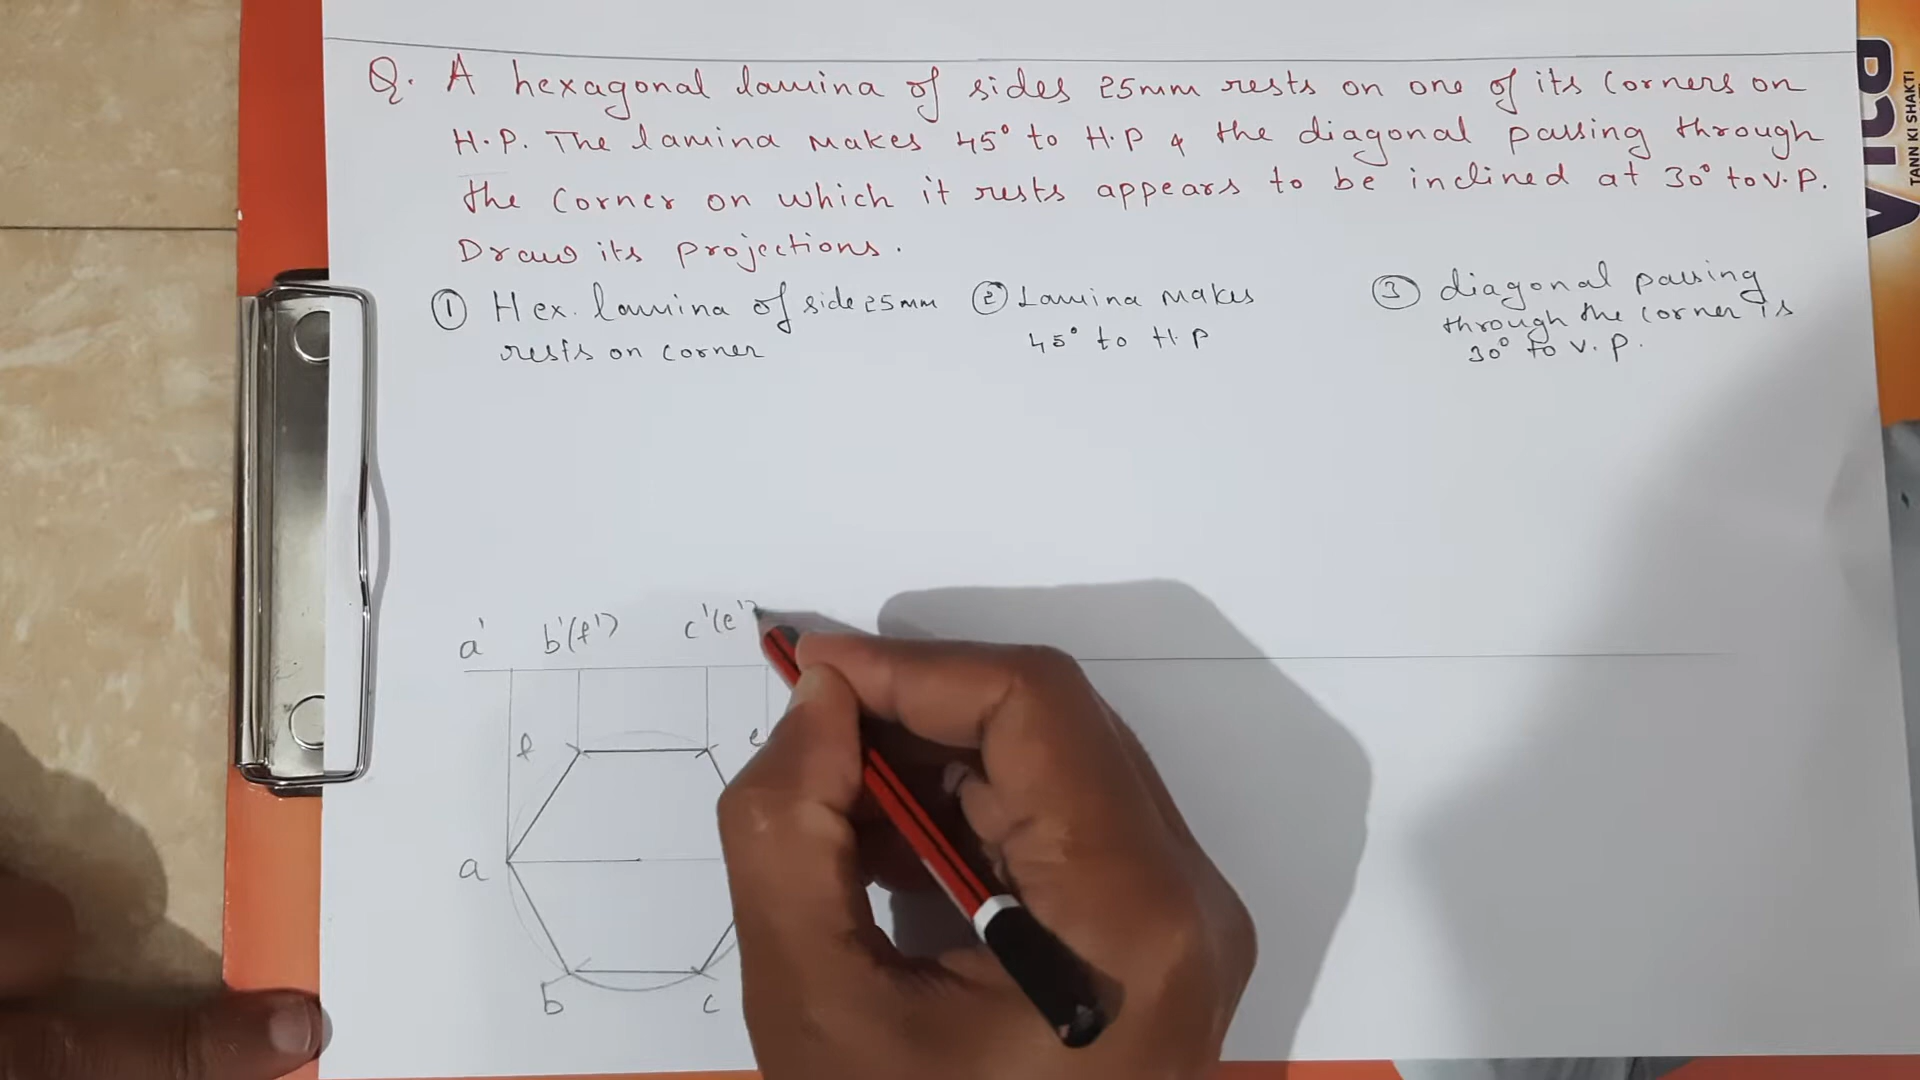 Q. A hexagonal lamina of sides 25mm rests on one of its corners on
H.P. The lamina makes 45° to H.P & the diagonal passing through
the corner on which it rests appears to be inclined at 30° to V.P.
Draw its projections.
① Hex. lamina of side 25mm
rests on corner
② Lamina makes
45° to H.P
③ diagonal passing
through the corner is
30° to V.P.
a' b'(f') c'(e')
f e
a
b c
TANN KI SHAKTI